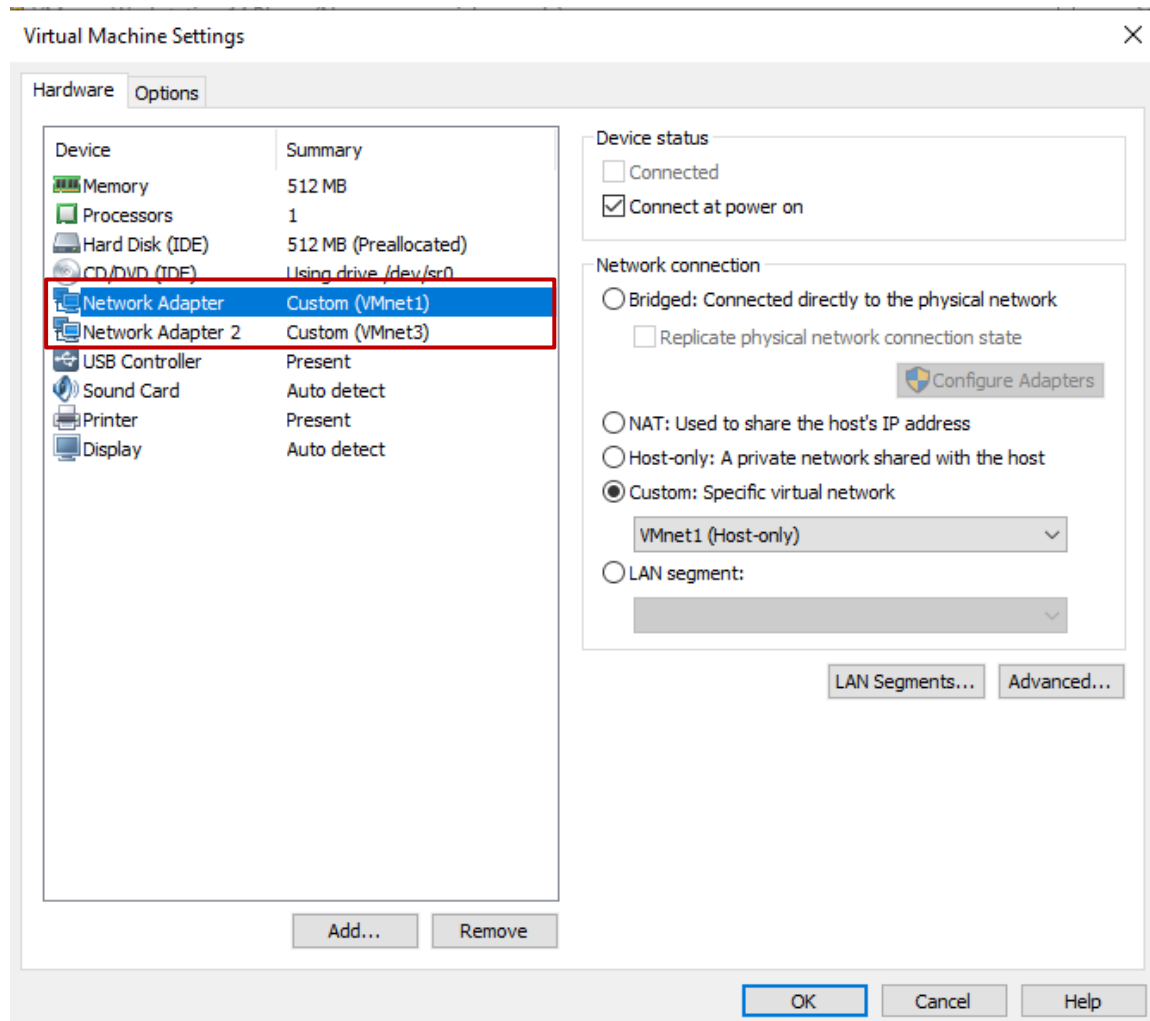 Virtual Machine Settings
Hardware Options
Device Summary
Memory 512 MB
Processors 1
Hard Disk (IDE) 512 MB (Preallocated)
CD/DVD (IDE) Using drive /dev/sr0
Network Adapter Custom (VMnet1)
Network Adapter 2 Custom (VMnet3)
USB Controller Present
Sound Card Auto detect
Printer Present
Display Auto detect
Add... Remove
Device status
Connected
Connect at power on
Network connection
Bridged: Connected directly to the physical network
Replicate physical network connection state
Configure Adapters
NAT: Used to share the host's IP address
Host-only: A private network shared with the host
Custom: Specific virtual network
VMnet1 (Host-only)
LAN segment:
LAN Segments... Advanced...
OK Cancel Help